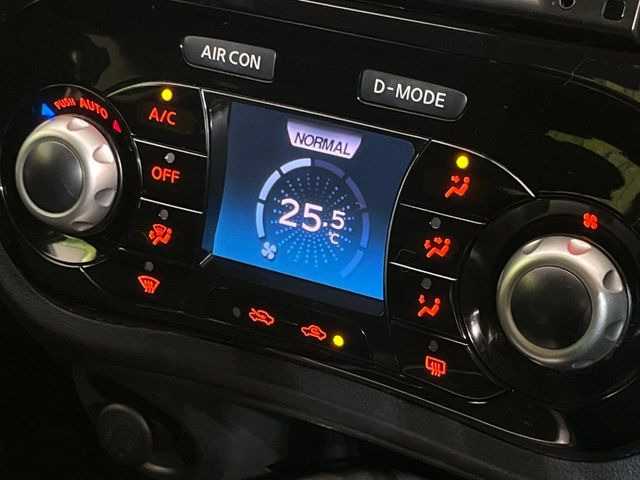 AIR CON
D-MODE
PUSH AUTO
A/C
NORMAL
OFF
25.5
°C